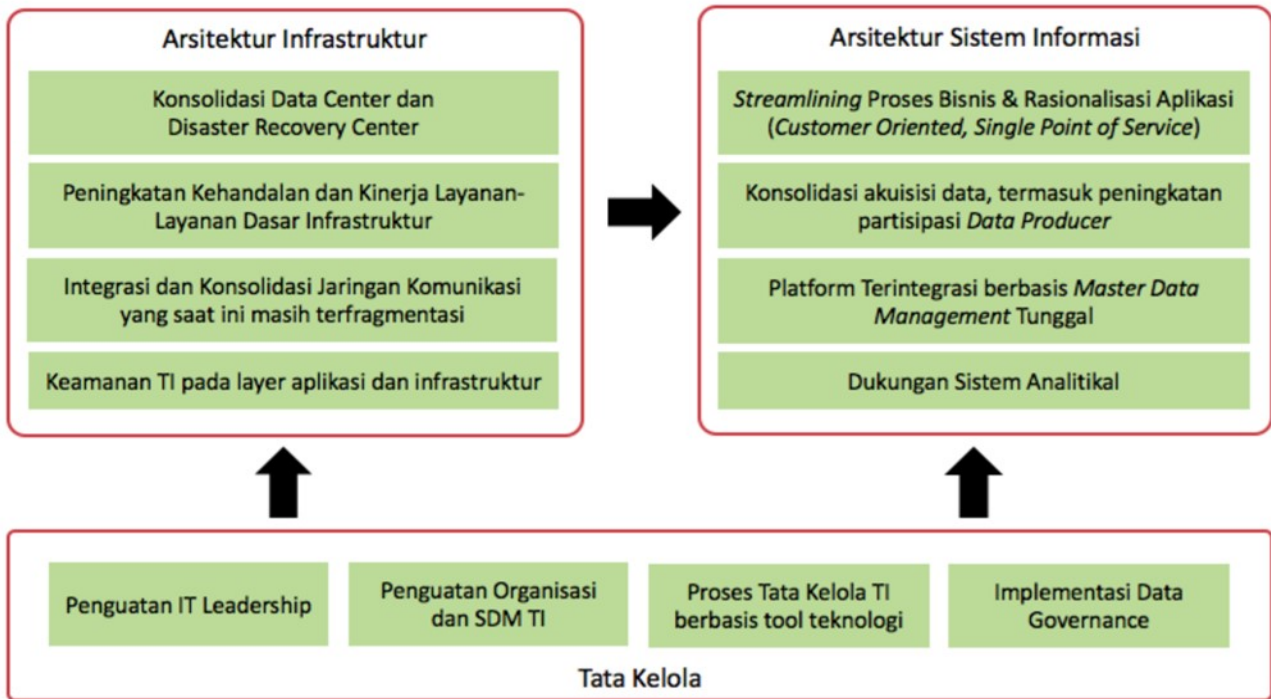 Arsitektur Infrastruktur
Konsolidasi Data Center dan
Disaster Recovery Center
Peningkatan Kehandalan dan Kinerja Layanan-
Layanan Dasar Infrastruktur
Integrasi dan Konsolidasi Jaringan Komunikasi
yang saat ini masih terfragmentasi
Keamanan TI pada layer aplikasi dan infrastruktur
Arsitektur Sistem Informasi
Streamlining Proses Bisnis & Rasionalisasi Aplikasi
(Customer Oriented, Single Point of Service)
Konsolidasi akuisisi data, termasuk peningkatan
partisipasi Data Producer
Platform Terintegrasi berbasis Master Data
Management Tunggal
Dukungan Sistem Analitikal
Penguatan IT Leadership
Penguatan Organisasi
dan SDM TI
Proses Tata Kelola TI
berbasis tool teknologi
Implementasi Data
Governance
Tata Kelola